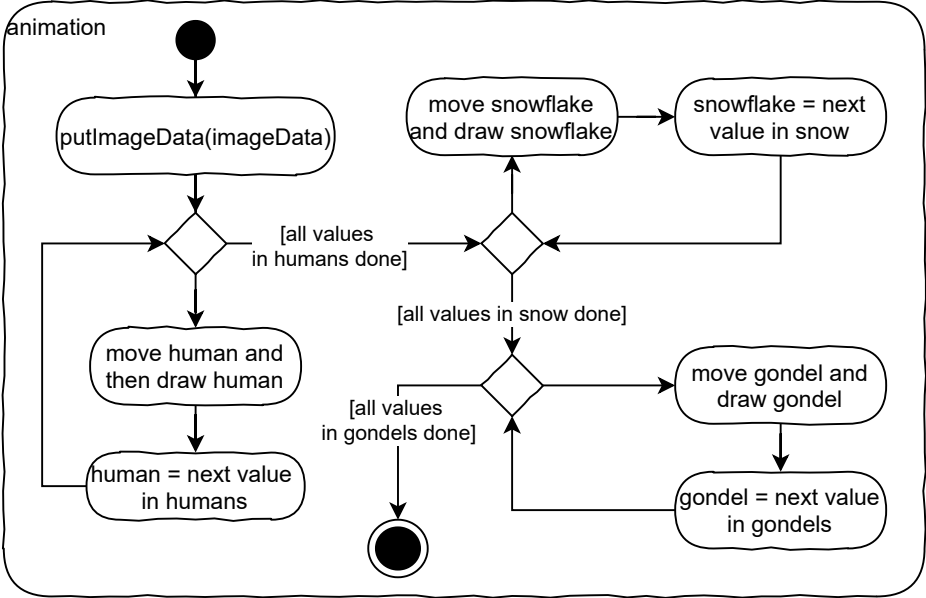 animation
putImageData(imageData)
[all values
in humans done]
move human and
then draw human
human = next value
in humans
move snowflake
and draw snowflake
snowflake = next
value in snow
[all values in snow done]
move gondel and
draw gondel
gondel = next value
in gondels
[all values
in gondels done]